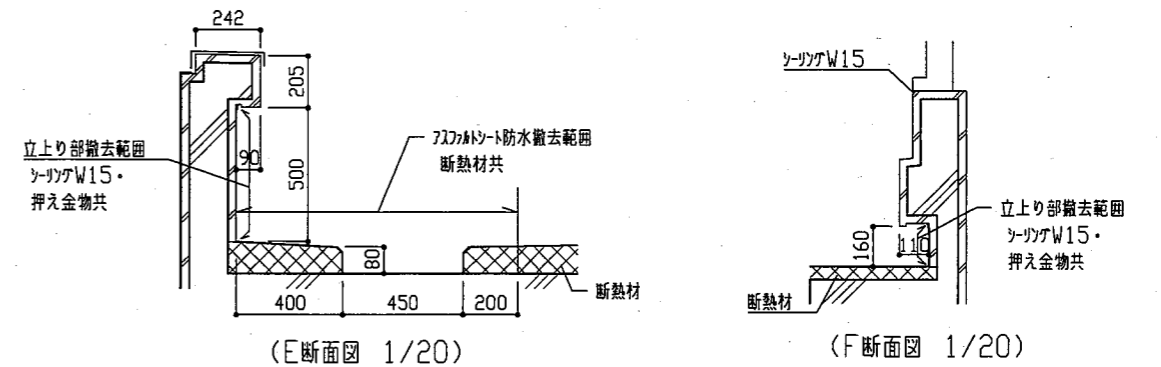 242
205
立上り部撤去範囲
シーリングW15・
押え金物共
90
500
アスファルトシート防水撤去範囲
断熱材共
80
断熱材
400
450
200
(E断面図 1/20)
シーリングW15
立上り部撤去範囲
シーリングW15・
押え金物共
160
110
断熱材
(F断面図 1/20)